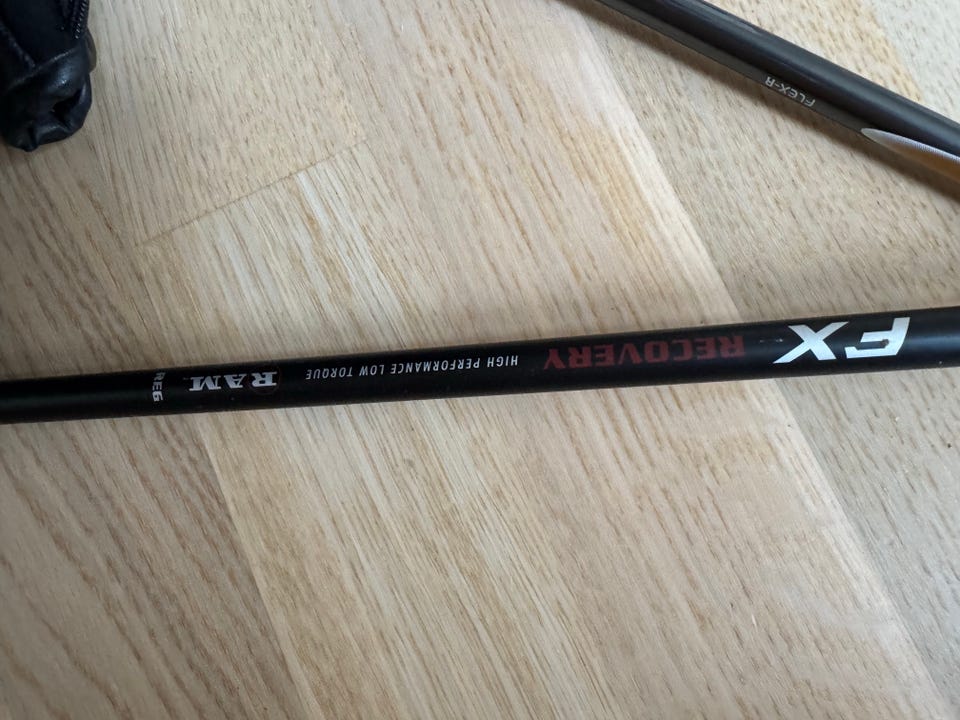 FX RECOVERY HIGH PERFORMANCE LOW TORQUE RAM REG
FLEX-R